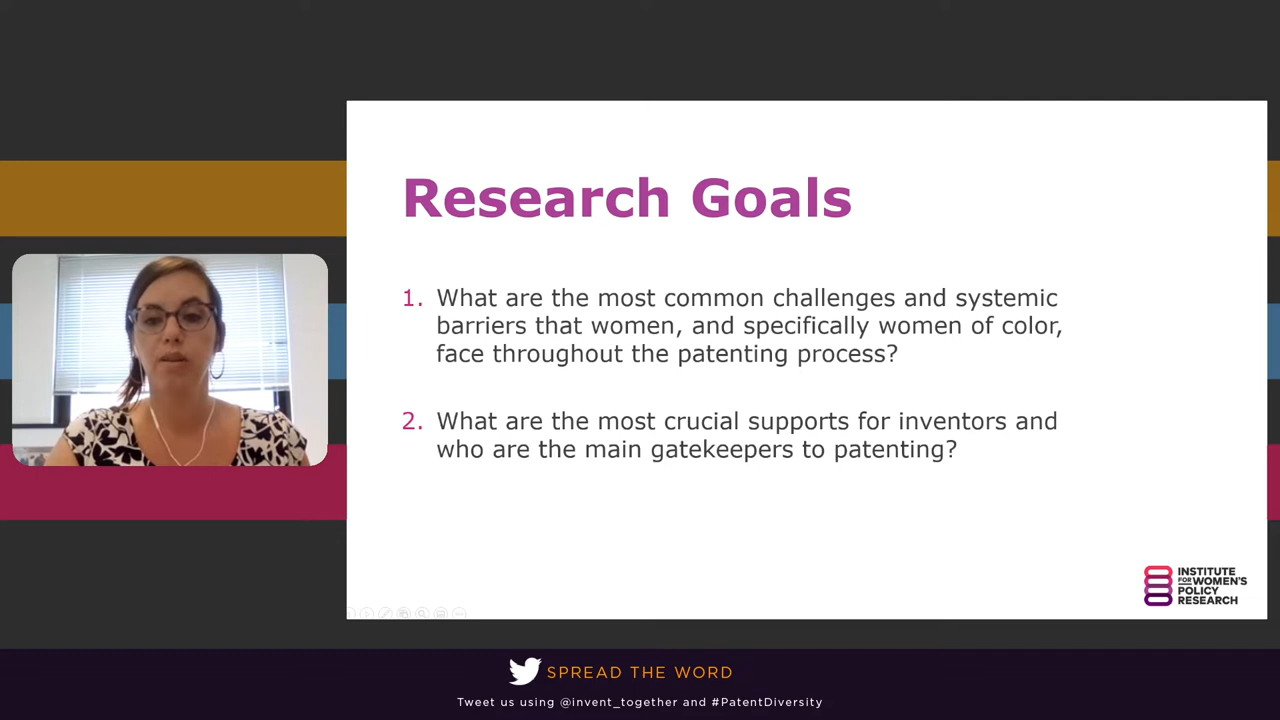 Research Goals
1. What are the most common challenges and systemic
barriers that women, and specifically women of color,
face throughout the patenting process?
2. What are the most crucial supports for inventors and
who are the main gatekeepers to patenting?
INSTITUTE
FOR WOMEN'S
POLICY
RESEARCH
SPREAD THE WORD
Tweet us using @invent_together and #PatentDiversity